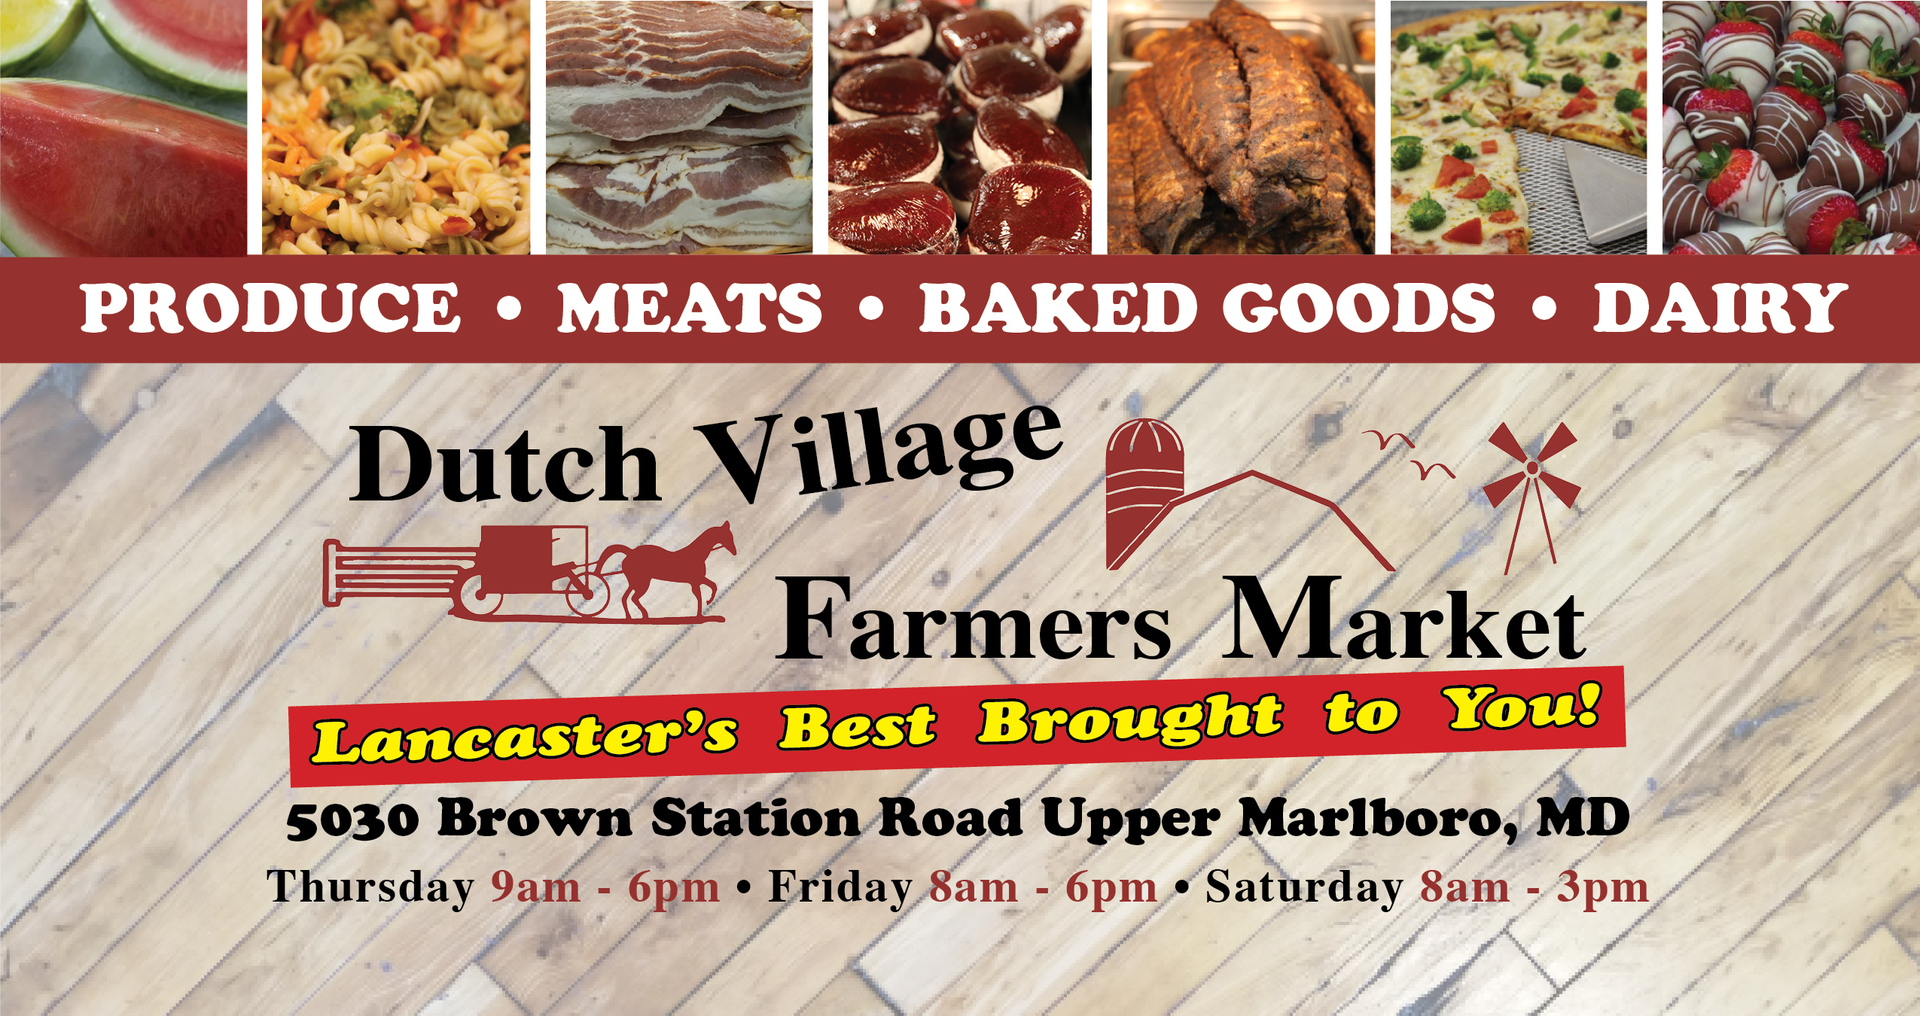 PRODUCE • MEATS • BAKED GOODS • DAIRY
Dutch Village
Farmers Market
Lancaster's Best Brought to You!
5030 Brown Station Road Upper Marlboro, MD
Thursday 9am - 6pm • Friday 8am - 6pm • Saturday 8am - 3pm